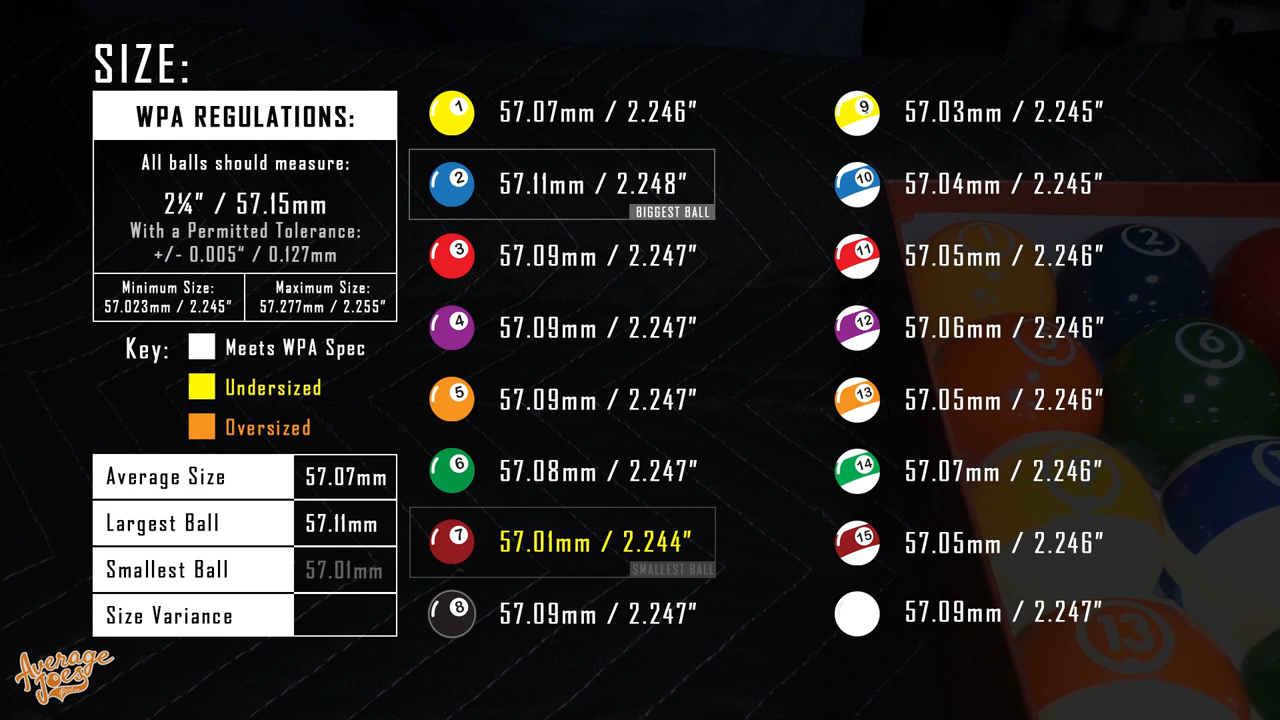 SIZE:
WPA REGULATIONS:
All balls should measure:
2¼" / 57.15mm
With a Permitted Tolerance:
+/- 0.005" / 0.127mm
Minimum Size:
57.023mm / 2.245"
Maximum Size:
57.277mm / 2.255"
Key:
Meets WPA Spec
Undersized
Oversized
Average Size 57.07mm
Largest Ball 57.11mm
Smallest Ball 57.01mm
Size Variance
1 57.07mm / 2.246"
2 57.11mm / 2.248"
BIGGEST BALL
3 57.09mm / 2.247"
4 57.09mm / 2.247"
5 57.09mm / 2.247"
6 57.08mm / 2.247"
7 57.01mm / 2.244"
SMALLEST BALL
8 57.09mm / 2.247"
9 57.03mm / 2.245"
10 57.04mm / 2.245"
11 57.05mm / 2.246"
12 57.06mm / 2.246"
13 57.05mm / 2.246"
14 57.07mm / 2.246"
15 57.05mm / 2.246"
57.09mm / 2.247"
1
2
6
13
Average
Joes